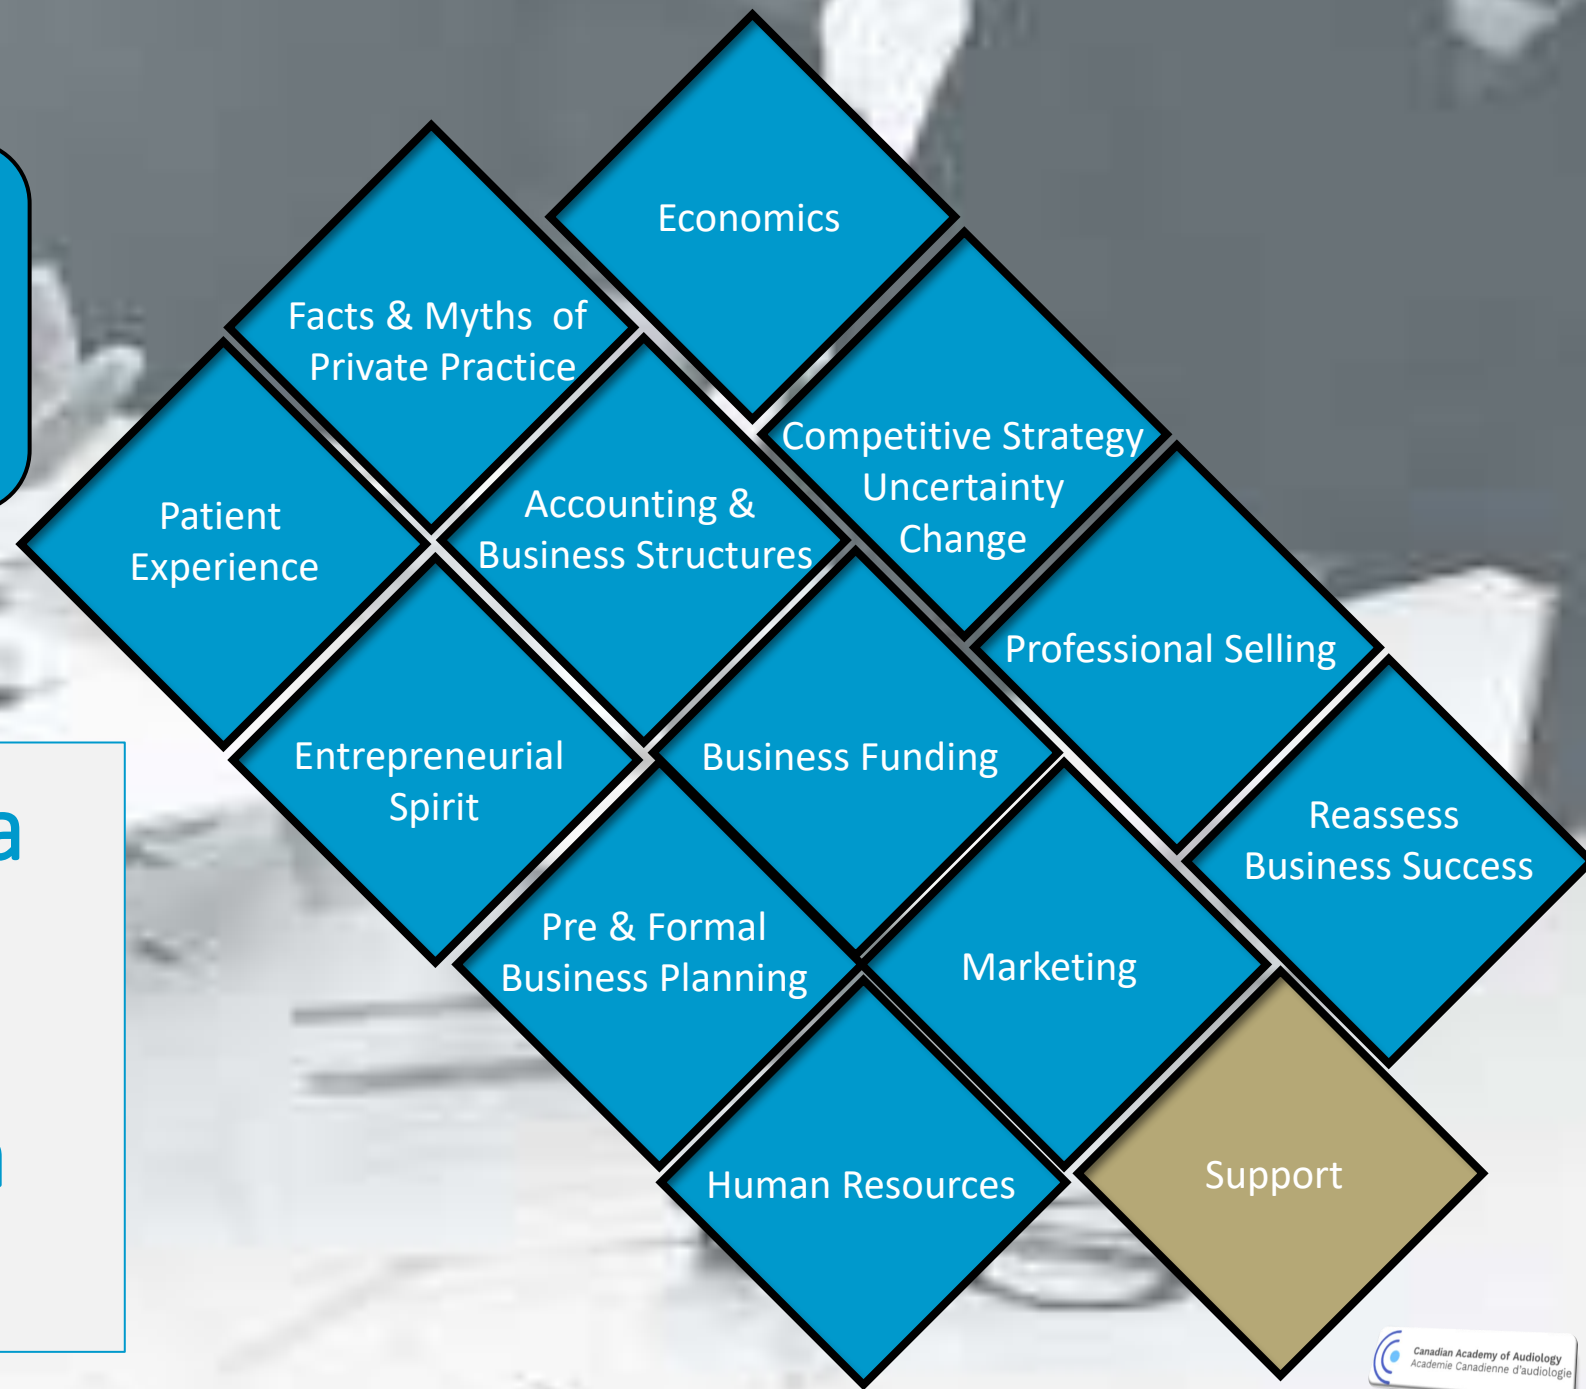 Economics
Facts & Myths of
Private Practice
Competitive Strategy
Uncertainty
Change
Accounting &
Business Structures
Patient
Experience
Professional Selling
Entrepreneurial
Spirit
Business Funding
Reassess
Business Success
Pre & Formal
Business Planning
Marketing
Human Resources
Support
a
Canadian Academy of Audiology
Academie Canadienne d'audiologie